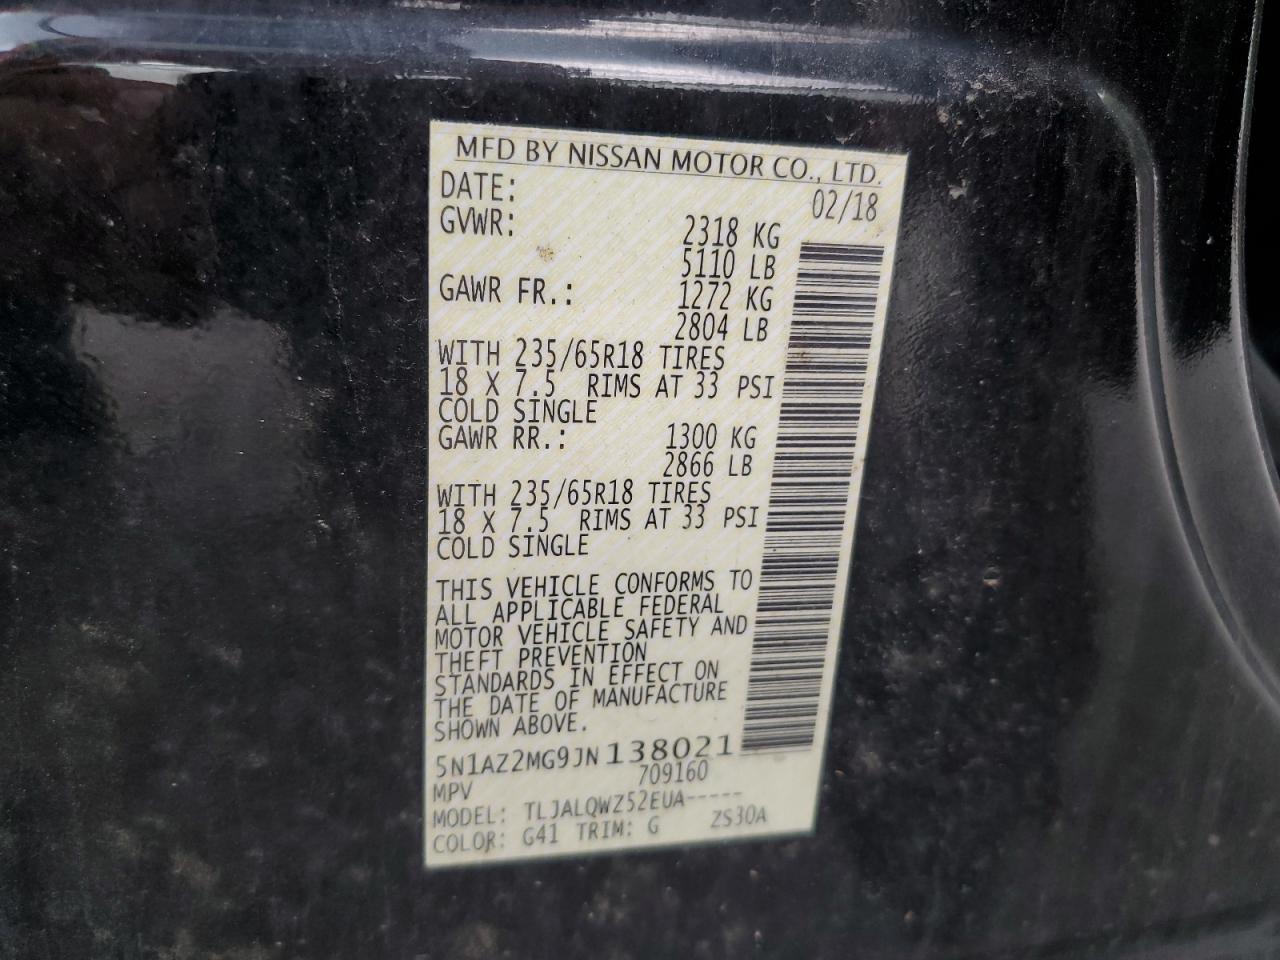 MFD BY NISSAN MOTOR CO., LTD.
DATE: 02/18
GVWR: 2318 KG
5110 LB
GAWR FR.: 1272 KG
2804 LB
WITH 235/65R18 TIRES
18 X 7.5 RIMS AT 33 PSI
COLD SINGLE
GAWR RR.: 1300 KG
2866 LB
WITH 235/65R18 TIRES
18 X 7.5 RIMS AT 33 PSI
COLD SINGLE
THIS VEHICLE CONFORMS TO
ALL APPLICABLE FEDERAL
MOTOR VEHICLE SAFETY AND
THEFT PREVENTION
STANDARDS IN EFFECT ON
THE DATE OF MANUFACTURE
SHOWN ABOVE.
5N1AZ2MG9JN138021
MPV 709160
MODEL: TLJALQWZ52EUA-----
COLOR: G41 TRIM: G ZS30A